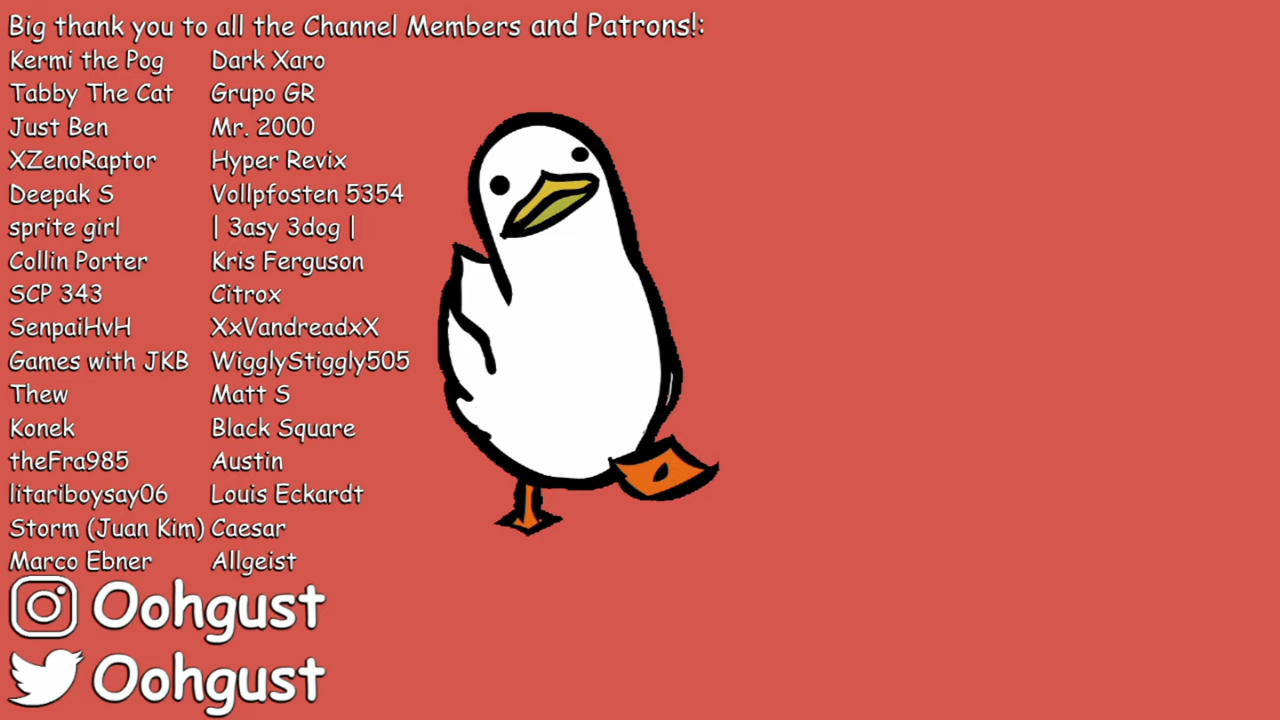 Big thank you to all the Channel Members and Patrons!:
Kermi the Pog
Tabby The Cat
Just Ben
XZenoRaptor
Deepak S
sprite girl
Collin Porter
SCP 343
SenpaiHvH
Games with JKB
Thew
Konek
theFra985
litariboysay06
Storm (Juan Kim)
Marco Ebner
Dark Xaro
Grupo GR
Mr. 2000
Hyper Revix
Vollpfosten 5354
| 3asy 3dog |
Kris Ferguson
Citrox
XxVandreadxX
WigglyStiggly505
Matt S
Black Square
Austin
Louis Eckardt
Caesar
Allgeist
Oohgust
Oohgust